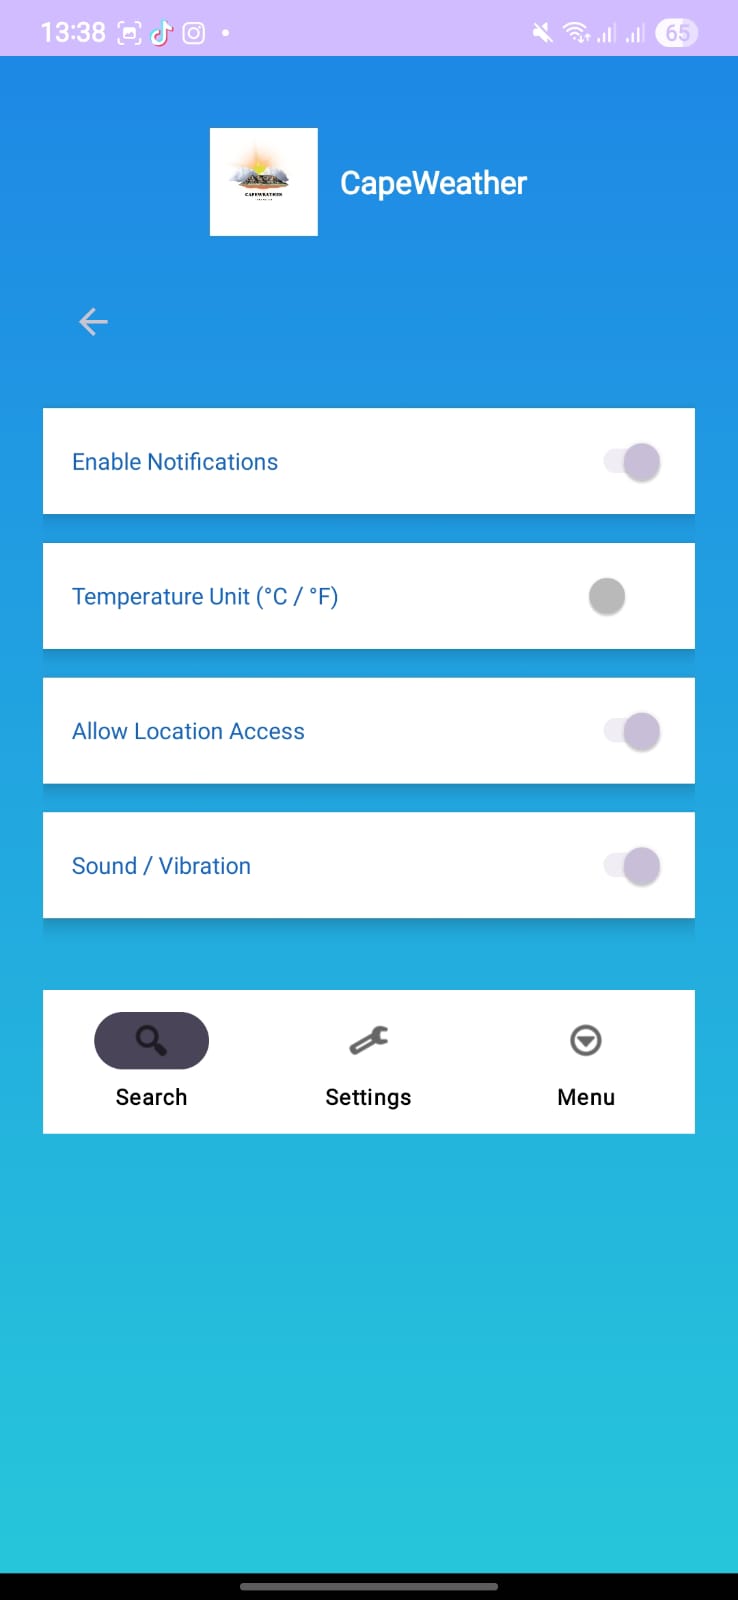 13:38
65
CAPEWEATHER
CapeWeather
Enable Notifications
Temperature Unit (°C / °F)
Allow Location Access
Sound / Vibration
Search
Settings
Menu